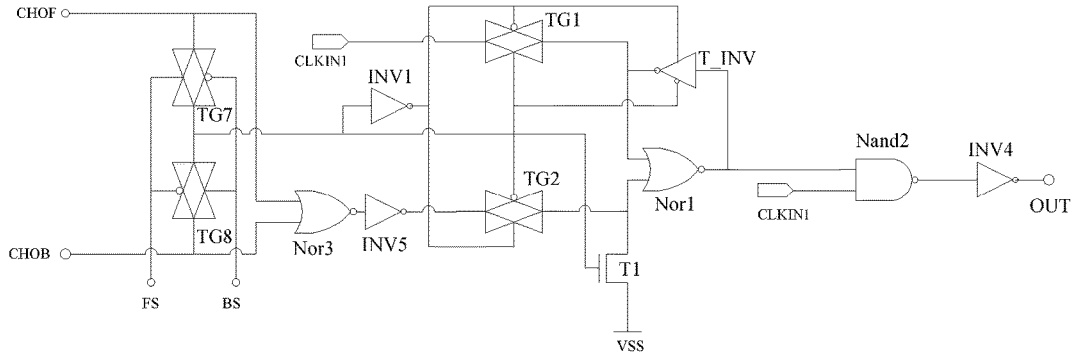 CHOF
TG7
TG8
CHOB
FS
BS
Nor3
INV5
CLKIN1
INV1
TG1
T_INV
TG2
T1
VSS
Nor1
Nand2
CLKIN1
INV4
OUT